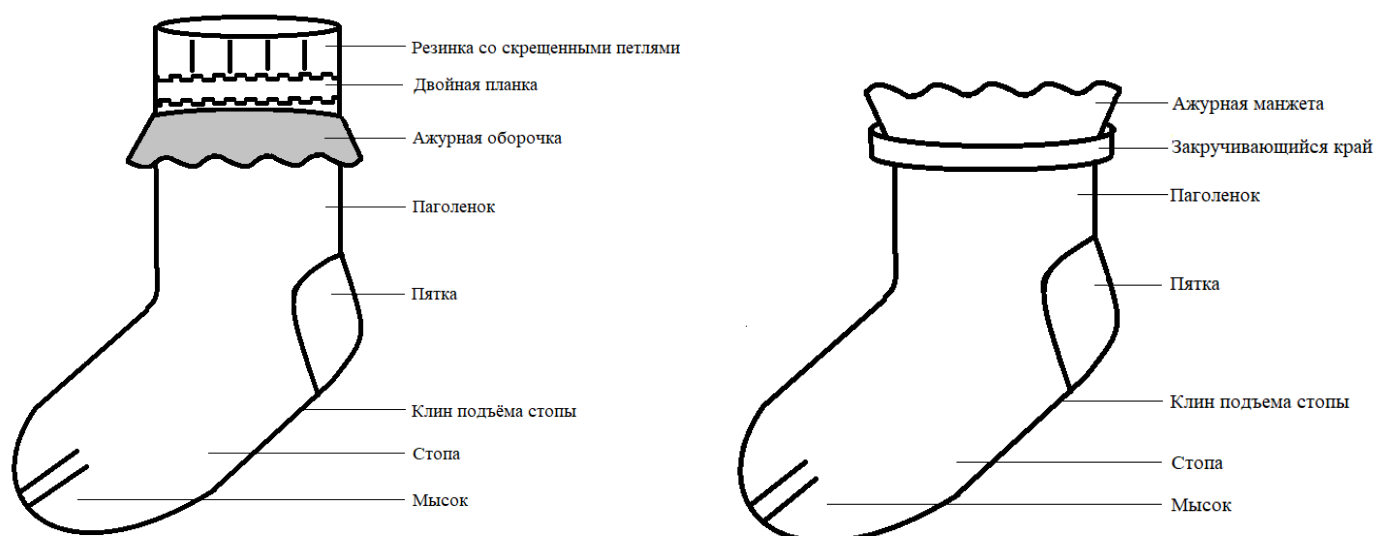 Резинка со скрещенными петлями
Двойная планка
Ажурная оборочка
Паголенок
Пятка
Клин подъёма стопы
Стопа
Мысок
Ажурная манжета
Закручивающийся край
Паголенок
Пятка
Клин подъема стопы
Стопа
Мысок